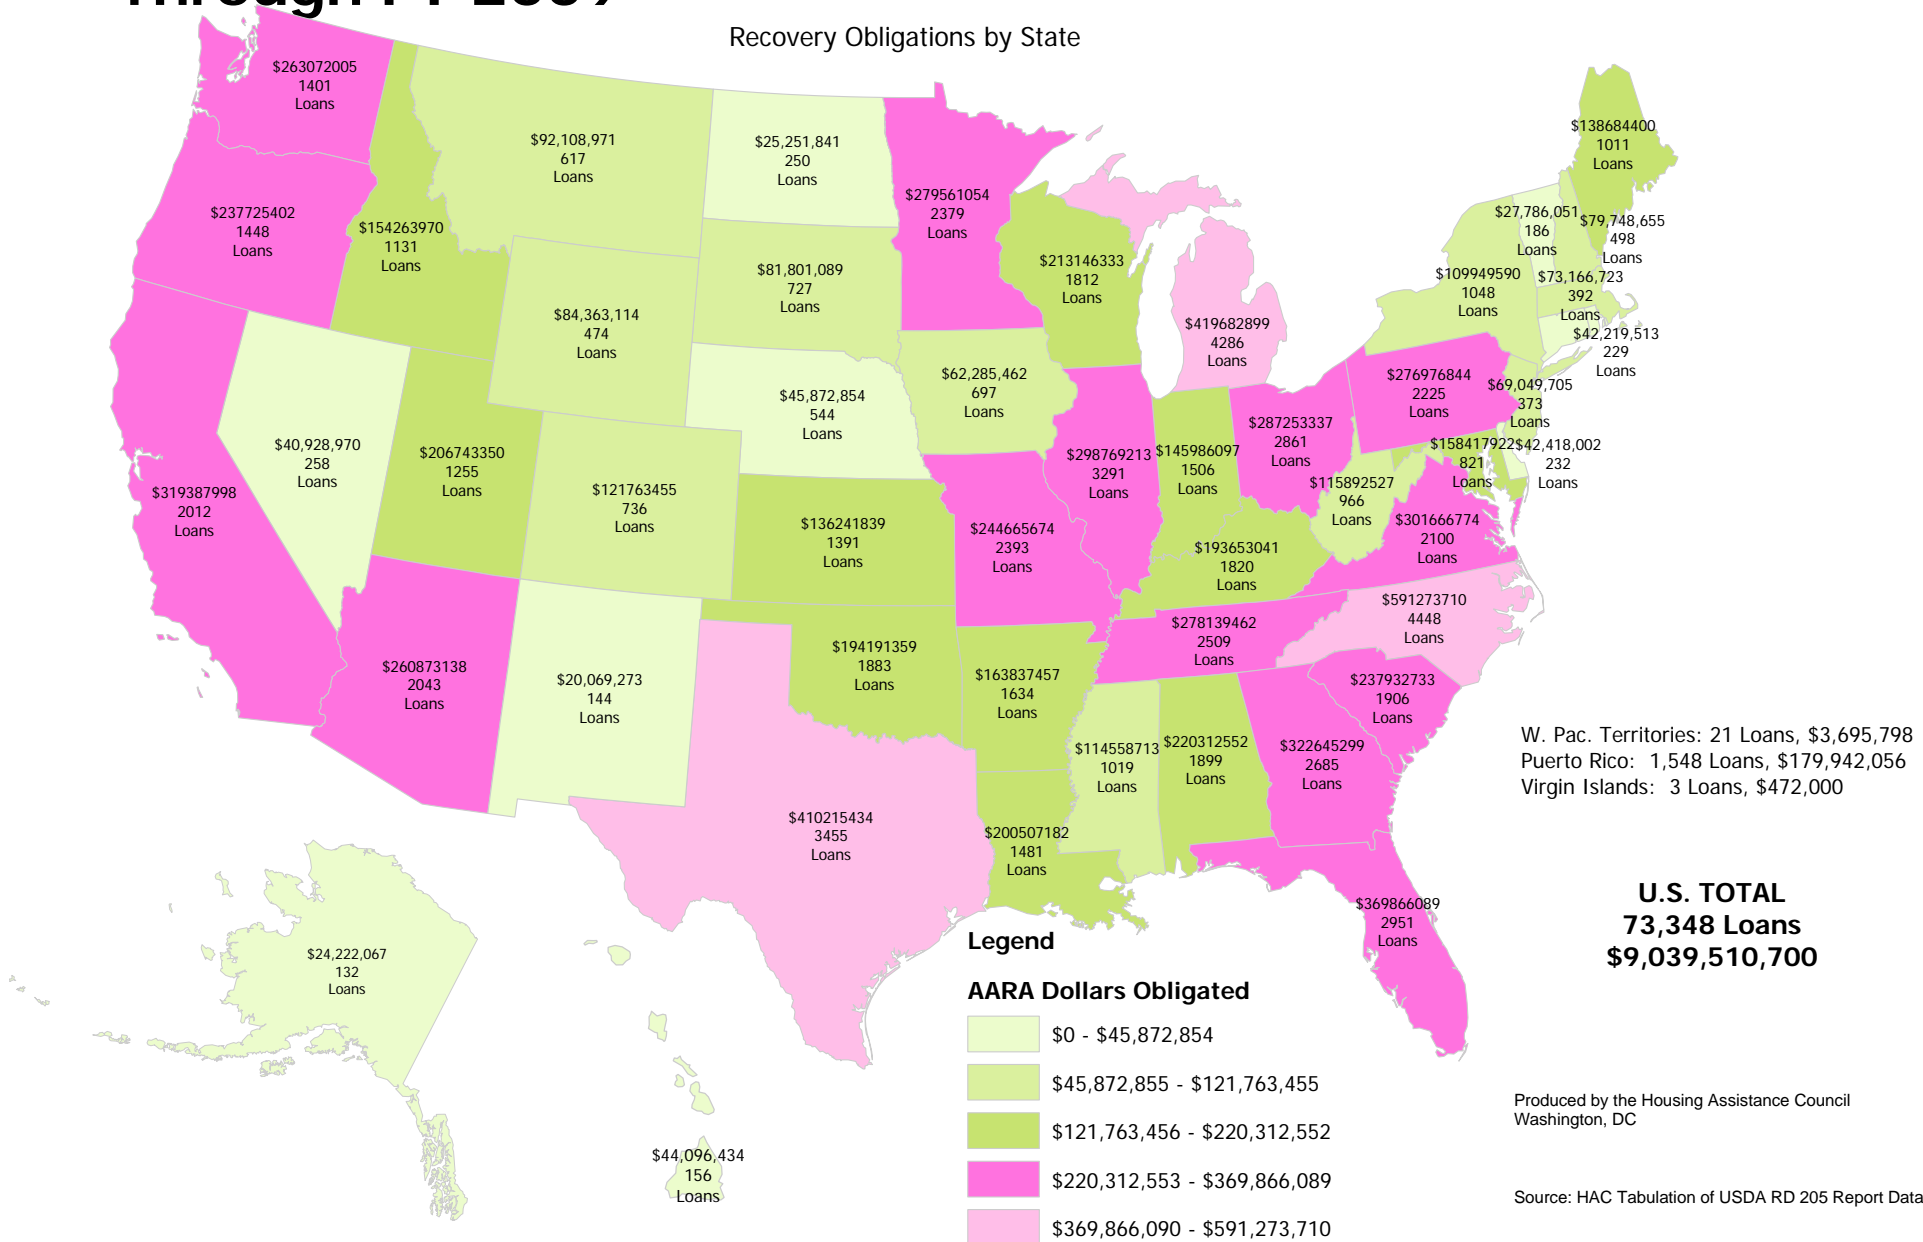 Through FY 2009
Recovery Obligations by State
$263072005
1401
Loans
$237725402
1448
Loans
$154263970
1131
Loans
$92,108,971
617
Loans
$25,251,841
250
Loans
$279561054
2379
Loans
$81,801,089
727
Loans
$84,363,114
474
Loans
$213146333
1812
Loans
$419682899
4286
Loans
$138684400
1011
Loans
$27,786,051
186
Loans
$79,748,655
498
Loans
$109949590
1048
Loans
$73,166,723
392
Loans
$42,219,513
229
Loans
$62,285,462
697
Loans
$45,872,854
544
Loans
$276976844
2225
Loans
$69,049,705
373
Loans
$40,928,970
258
Loans
$206743350
1255
Loans
$319387998
2012
Loans
$121763455
736
Loans
$136241839
1391
Loans
$244665674
2393
Loans
$298769213
3291
Loans
$145986097
1506
Loans
$287253337
2861
Loans
$158417922
821
Loans
$42,418,002
232
Loans
$115892527
966
Loans
$301666774
2100
Loans
$193653041
1820
Loans
$591273710
4448
Loans
$278139462
2509
Loans
$260873138
2043
Loans
$20,069,273
144
Loans
$194191359
1883
Loans
$163837457
1634
Loans
$237932733
1906
Loans
$114558713
1019
Loans
$220312552
1899
Loans
$322645299
2685
Loans
$410215434
3455
Loans
$200507182
1481
Loans
$369866089
2951
Loans
$24,222,067
132
Loans
$44,096,434
156
Loans
W. Pac. Territories: 21 Loans, $3,695,798
Puerto Rico: 1,548 Loans, $179,942,056
Virgin Islands: 3 Loans, $472,000
U.S. TOTAL
73,348 Loans
$9,039,510,700
Legend
AARA Dollars Obligated
$0 - $45,872,854
$45,872,855 - $121,763,455
$121,763,456 - $220,312,552
$220,312,553 - $369,866,089
$369,866,090 - $591,273,710
Produced by the Housing Assistance Council
Washington, DC
Source: HAC Tabulation of USDA RD 205 Report Data